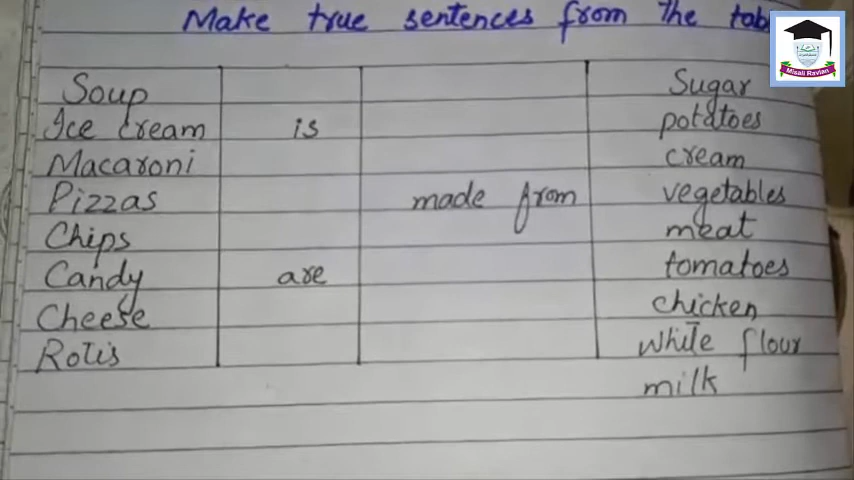 Make true sentences from the tab
Misali Ravian
Soup Sugar
Ice cream is potatoes
Macaroni cream
Pizzas made from vegetables
Chips meat
Candy are tomatoes
Cheese chicken
Rotis white flour
milk